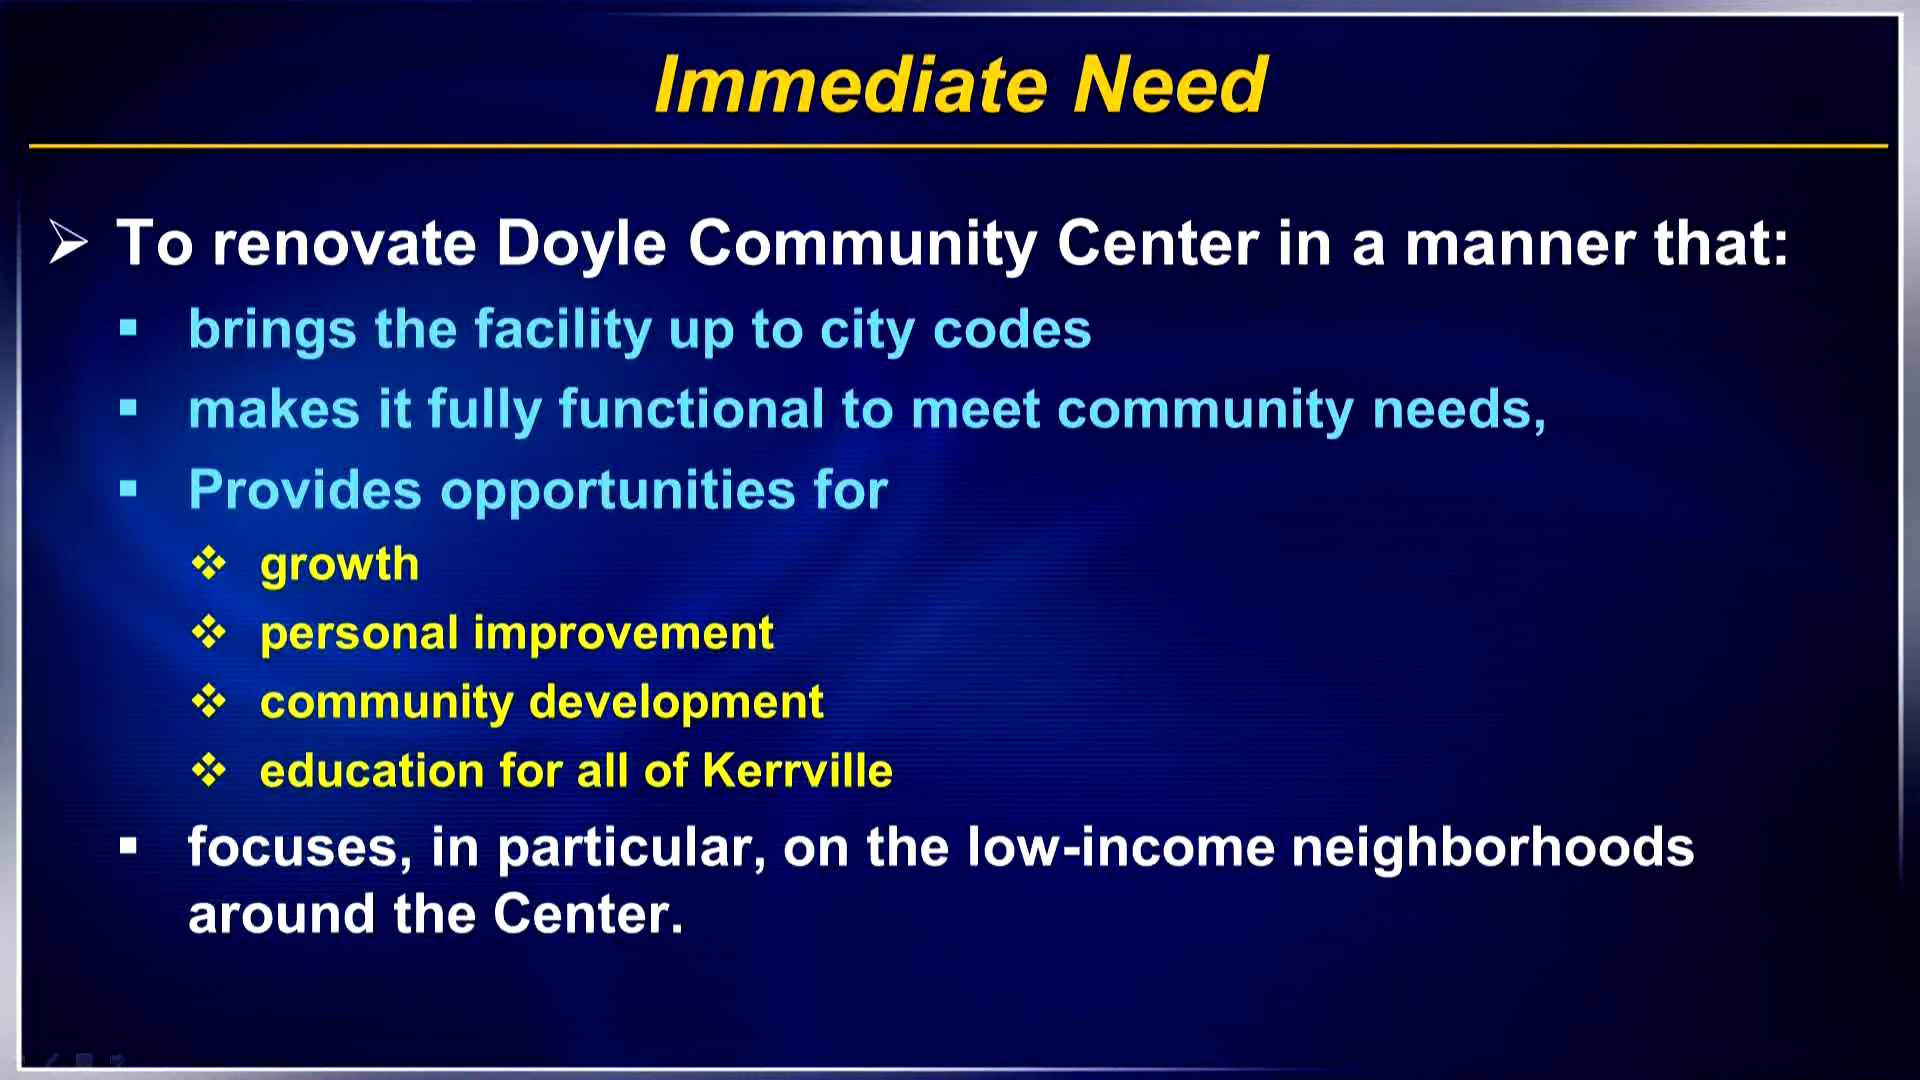 Immediate Need
To renovate Doyle Community Center in a manner that:
brings the facility up to city codes
makes it fully functional to meet community needs,
Provides opportunities for
growth
personal improvement
community development
education for all of Kerrville
focuses, in particular, on the low-income neighborhoods
around the Center.